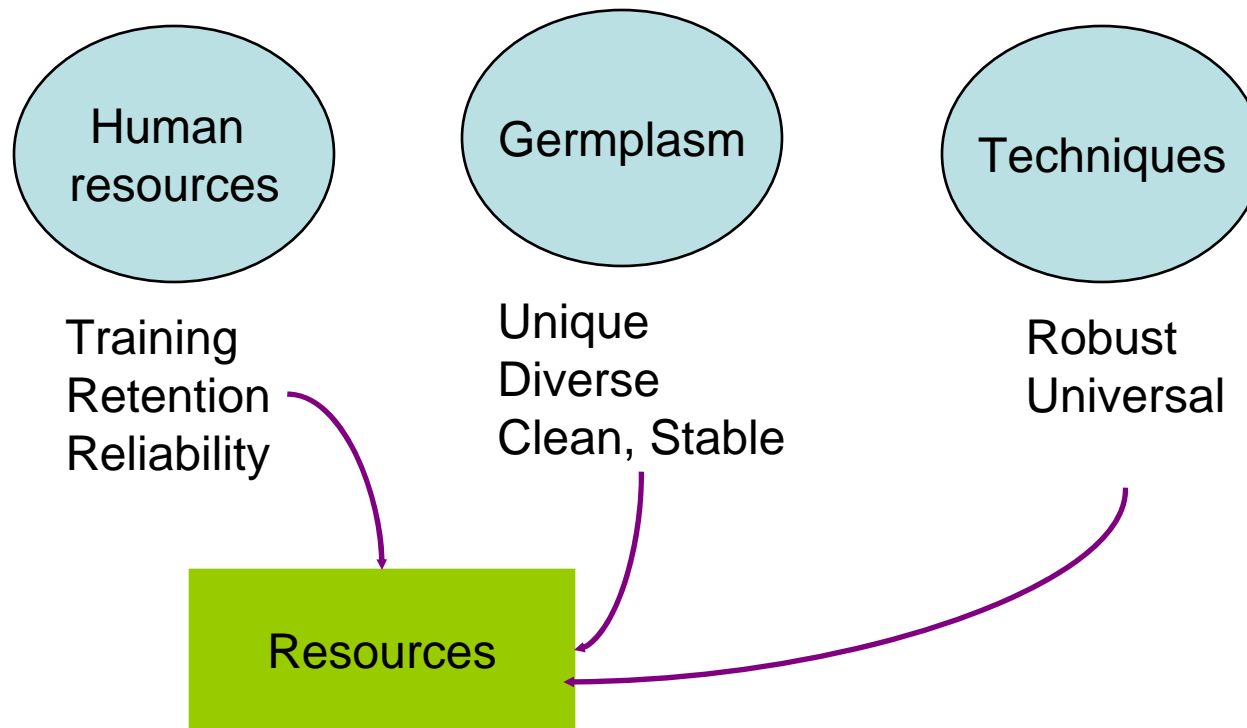 Human
resources
Germplasm
Techniques
Training
Retention
Reliability
Unique
Diverse
Clean, Stable
Robust
Universal
Resources